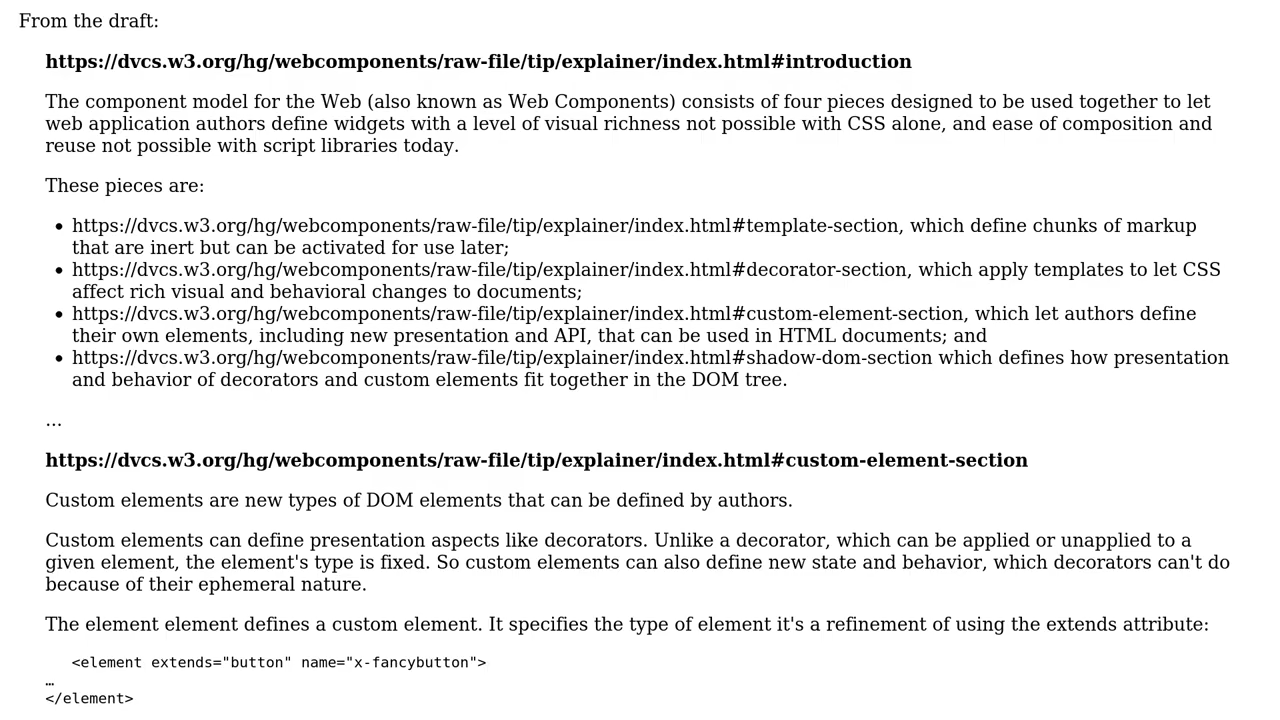 From the draft:
https://dvcs.w3.org/hg/webcomponents/raw-file/tip/explainer/index.html#introduction
The component model for the Web (also known as Web Components) consists of four pieces designed to be used together to let
web application authors define widgets with a level of visual richness not possible with CSS alone, and ease of composition and
reuse not possible with script libraries today.
These pieces are:
• https://dvcs.w3.org/hg/webcomponents/raw-file/tip/explainer/index.html#template-section, which define chunks of markup
that are inert but can be activated for use later;
• https://dvcs.w3.org/hg/webcomponents/raw-file/tip/explainer/index.html#decorator-section, which apply templates to let CSS
affect rich visual and behavioral changes to documents;
• https://dvcs.w3.org/hg/webcomponents/raw-file/tip/explainer/index.html#custom-element-section, which let authors define
their own elements, including new presentation and API, that can be used in HTML documents; and
• https://dvcs.w3.org/hg/webcomponents/raw-file/tip/explainer/index.html#shadow-dom-section which defines how presentation
and behavior of decorators and custom elements fit together in the DOM tree.
...
https://dvcs.w3.org/hg/webcomponents/raw-file/tip/explainer/index.html#custom-element-section
Custom elements are new types of DOM elements that can be defined by authors.
Custom elements can define presentation aspects like decorators. Unlike a decorator, which can be applied or unapplied to a
given element, the element's type is fixed. So custom elements can also define new state and behavior, which decorators can't do
because of their ephemeral nature.
The element element defines a custom element. It specifies the type of element it's a refinement of using the extends attribute:
<element extends="button" name="x-fancybutton">
…
</element>